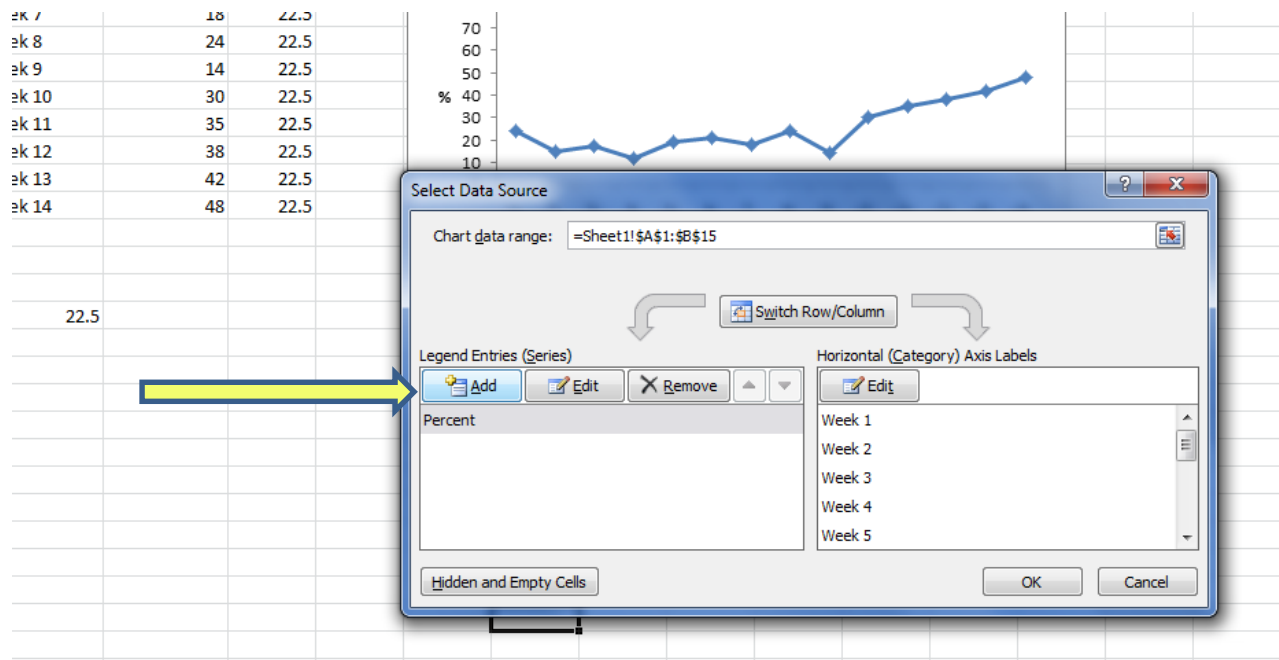 ek 7 18 22.5
ek 8 24 22.5
ek 9 14 22.5
ek 10 30 22.5
ek 11 35 22.5
ek 12 38 22.5
ek 13 42 22.5
ek 14 48 22.5
22.5
70
60
50
% 40
30
20
10
Select Data Source
?
Chart data range: =Sheet1!$A$1:$B$15
Switch Row/Column
Legend Entries (Series)
Add Edit Remove
Percent
Horizontal (Category) Axis Labels
Edit
Week 1
Week 2
Week 3
Week 4
Week 5
Hidden and Empty Cells
OK Cancel